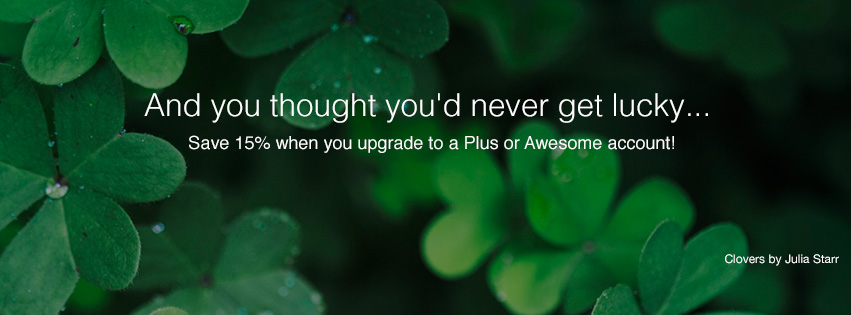 And you thought you'd never get lucky...
Save 15% when you upgrade to a Plus or Awesome account!
Clovers by Julia Starr